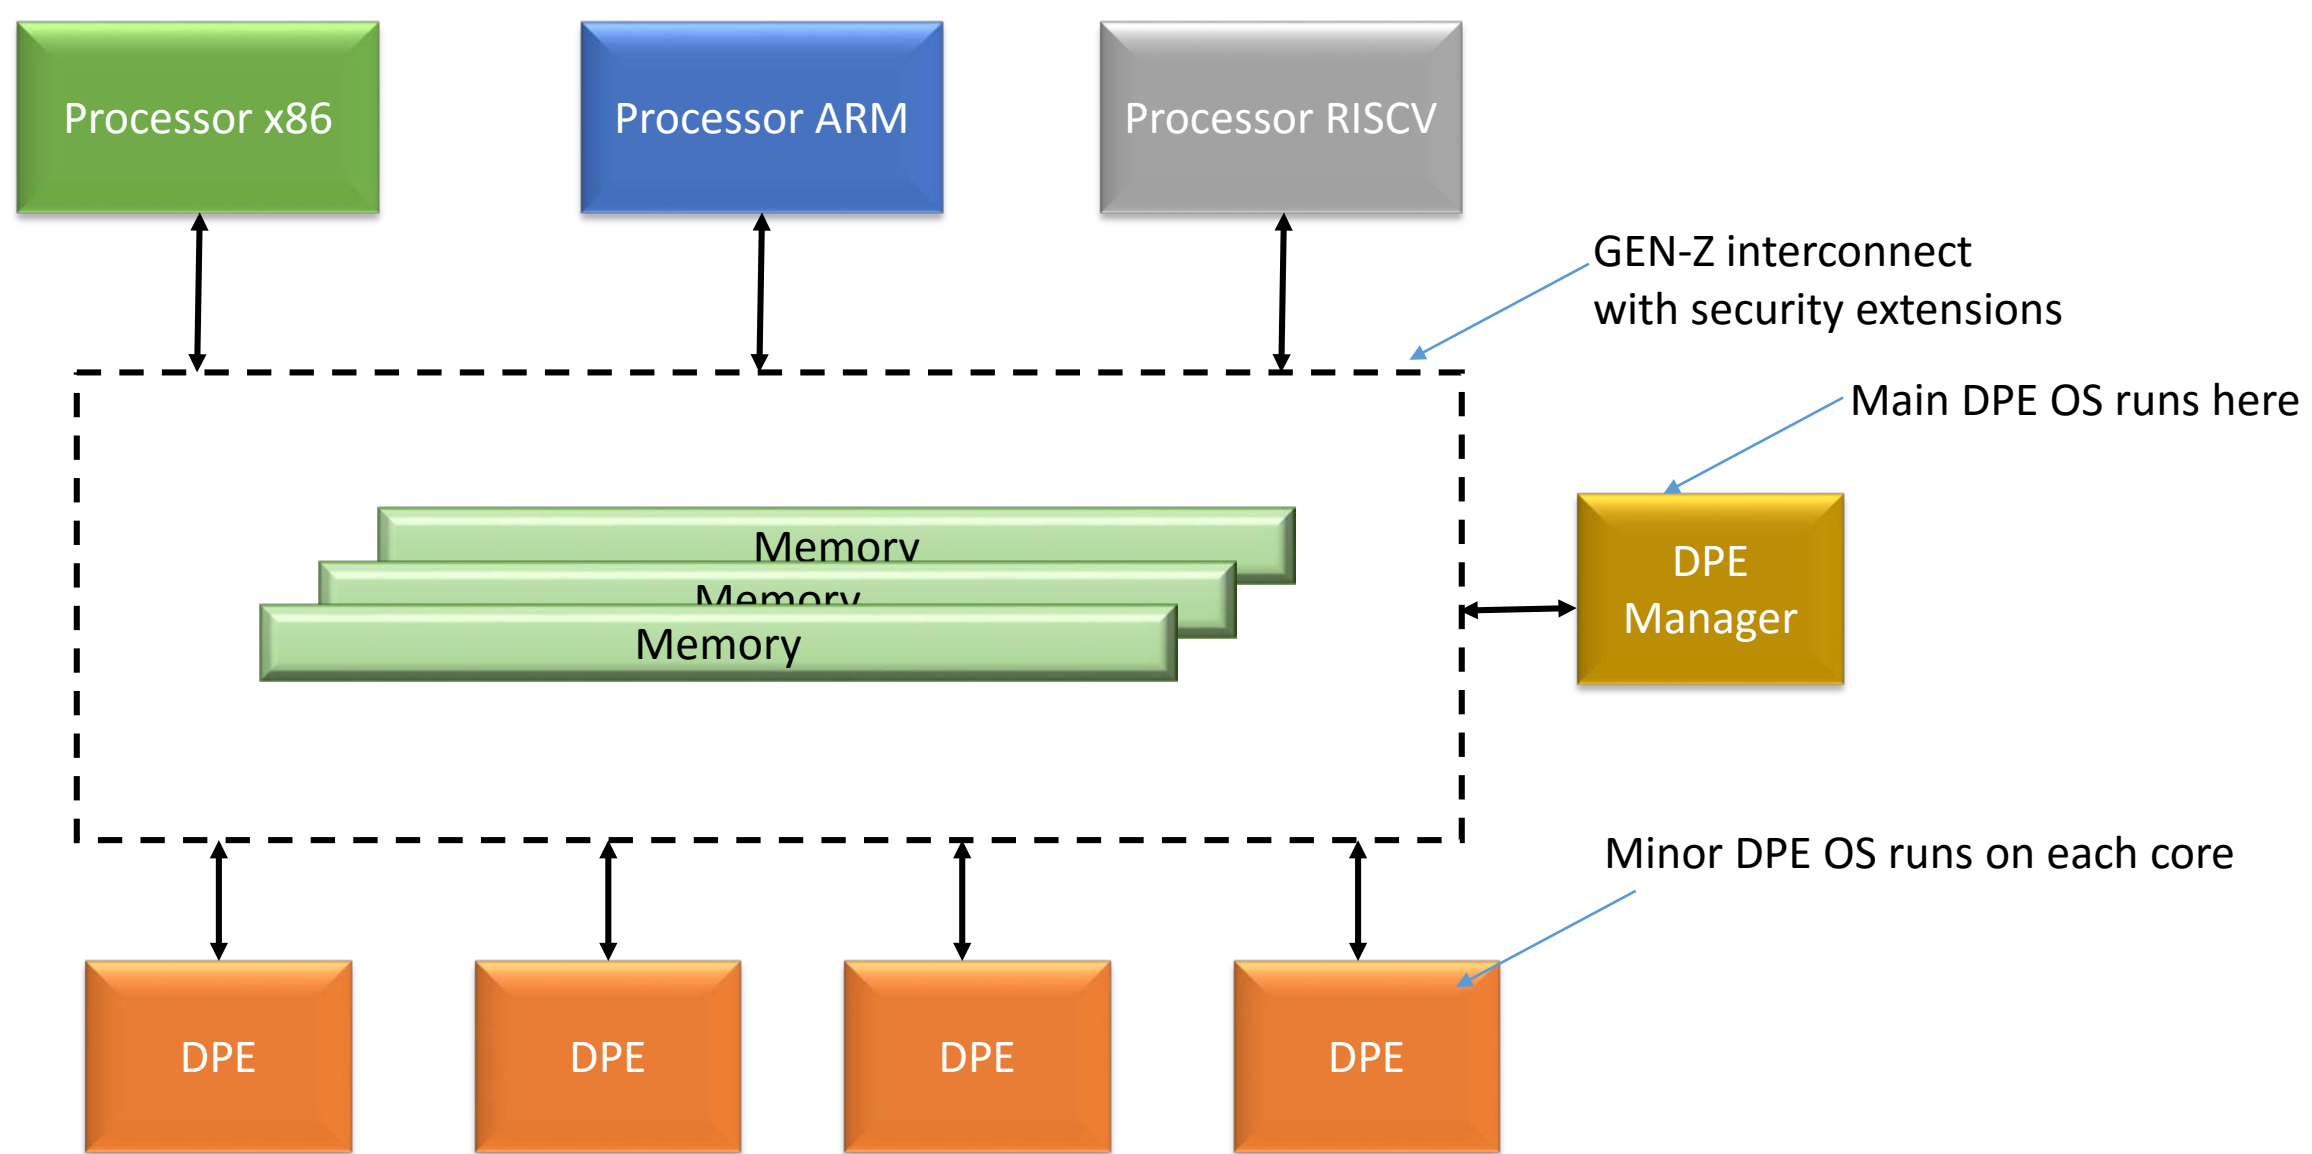 Processor x86
Processor ARM
Processor RISCV
GEN-Z interconnect
with security extensions
Main DPE OS runs here
Memory
Memory
Memory
DPE
Manager
Minor DPE OS runs on each core
DPE
DPE
DPE
DPE